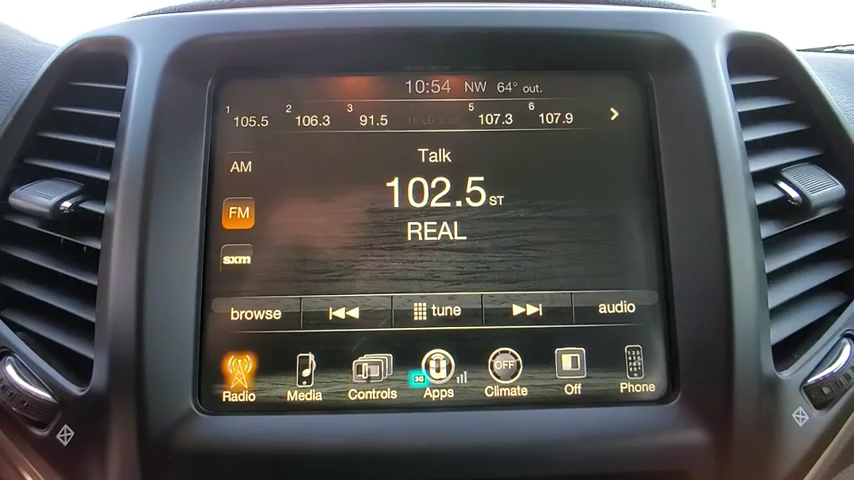 10:54 NW 64° out.
1 105.5 2 106.3 3 91.5 5 107.3 6 107.9
Talk
AM
102.5 ST
FM
REAL
sxm
browse tune audio
OFF
3G
Radio Media Controls Apps Climate Off Phone